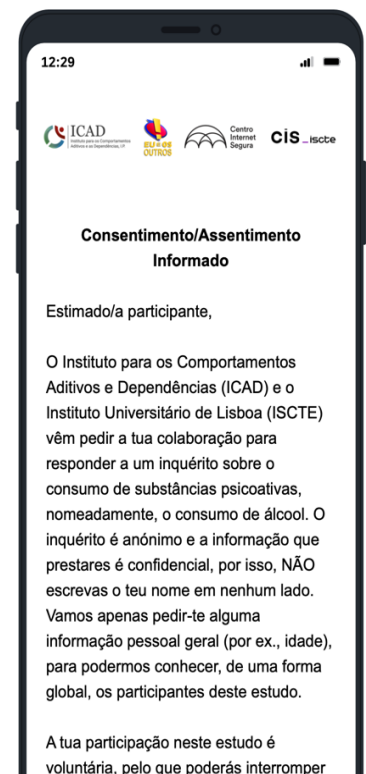 12:29
ICAD
Instituto para os Comportamentos
Aditivos e Dependências, I.P.
EU e OS
OUTROS
Centro
Internet
Segura
CIS_iscte
Consentimento/Assentimento
Informado
Estimado/a participante,
O Instituto para os Comportamentos
Aditivos e Dependências (ICAD) e o
Instituto Universitário de Lisboa (ISCTE)
vêm pedir a tua colaboração para
responder a um inquérito sobre o
consumo de substâncias psicoativas,
nomeadamente, o consumo de álcool. O
inquérito é anónimo e a informação que
prestares é confidencial, por isso, NÃO
escrevas o teu nome em nenhum lado.
Vamos apenas pedir-te alguma
informação pessoal geral (por ex., idade),
para podermos conhecer, de uma forma
global, os participantes deste estudo.
A tua participação neste estudo é
voluntária, pelo que poderás interromper